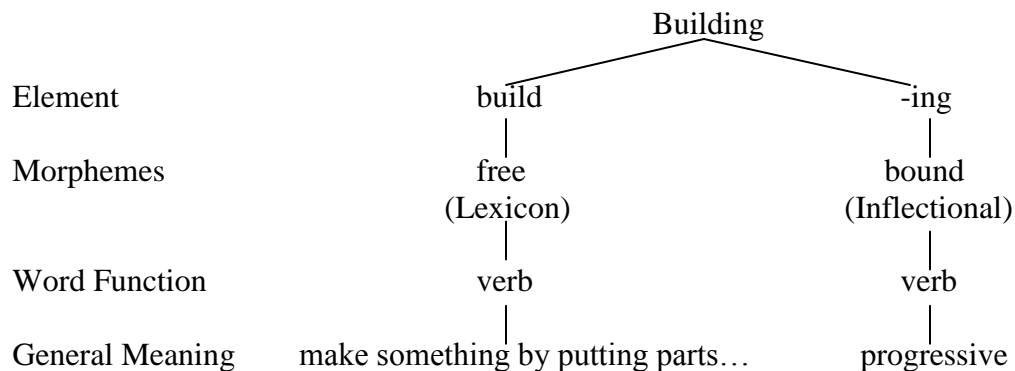 Building
Element build -ing
Morphemes free bound
(Lexicon) (Inflectional)
Word Function verb verb
General Meaning make something by putting parts… progressive